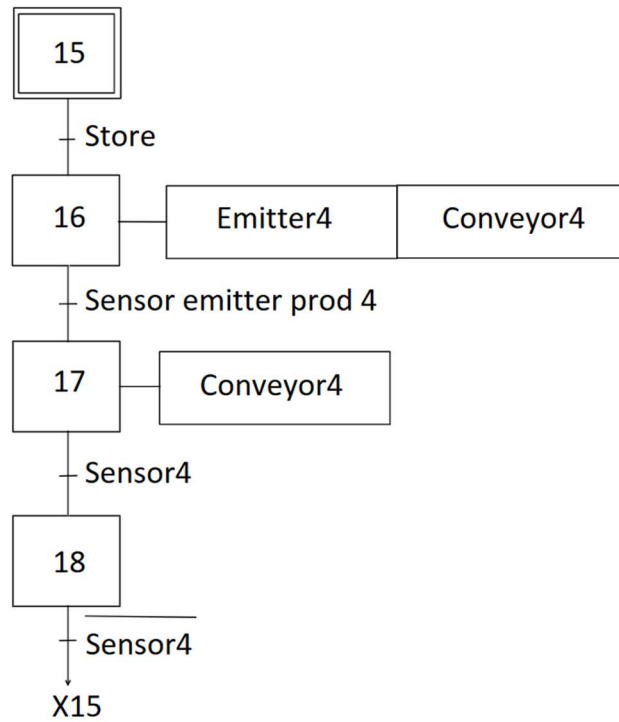 15
Store
16 Emitter4 Conveyor4
Sensor emitter prod 4
17 Conveyor4
Sensor4
18
Sensor4
X15